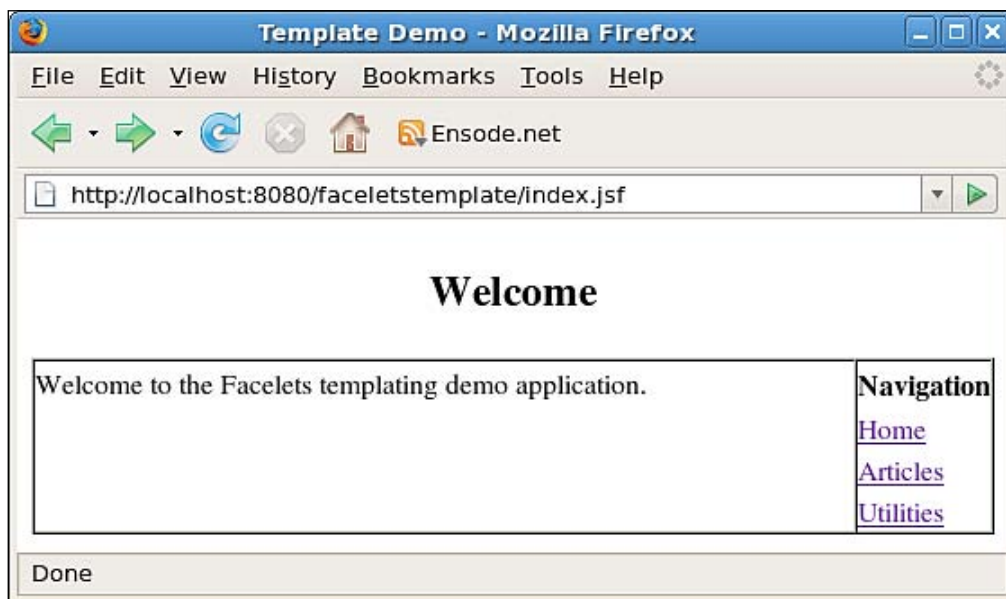 Template Demo - Mozilla Firefox
File Edit View History Bookmarks Tools Help
Ensode.net
http://localhost:8080/faceletstemplate/index.jsf
Welcome
Welcome to the Facelets templating demo application.
Navigation
Home
Articles
Utilities
Done